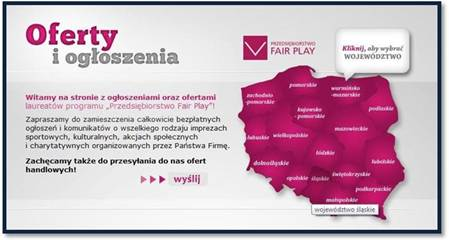 Oferty
i ogłoszenia
PRZEDSIĘBIORSTWO
FAIR PLAY
Kliknij, aby wybrać
WOJEWÓDZTWO
Witamy na stronie z ogłoszeniami oraz ofertami
laureatów programu „Przedsiębiorstwo Fair Play”!
Zapraszamy do zamieszczenia całkowicie bezpłatnych
ogłoszeń i komunikatów o wszelkiego rodzaju imprezach
sportowych, kulturalnych, akcjach społecznych
i charytatywnych organizowanych przez Państwa Firmę.
Zachęcamy także do przesyłania do nas ofert
handlowych!
wyślij
pomorskie
warmińsko-
-mazurskie
zachodnio-
-pomorskie
podlaskie
kujawsko-
-pomorskie
mazowieckie
lubuskie
wielkopolskie
łódzkie
lubelskie
dolnośląskie
opolskie
świętokrzyskie
podkarpackie
małopolskie
województwo śląskie